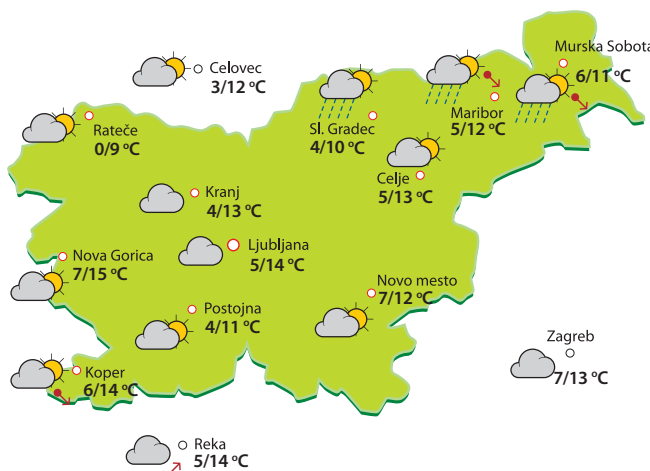 Murska Sobota
6/11 °C
Celovec
3/12 °C
Maribor
5/12 °C
Rateče
0/9 °C
Sl. Gradec
4/10 °C
Celje
5/13 °C
Kranj
4/13 °C
Ljubljana
5/14 °C
Nova Gorica
7/15 °C
Novo mesto
7/12 °C
Postojna
4/11 °C
Zagreb
7/13 °C
Koper
6/14 °C
Reka
5/14 °C